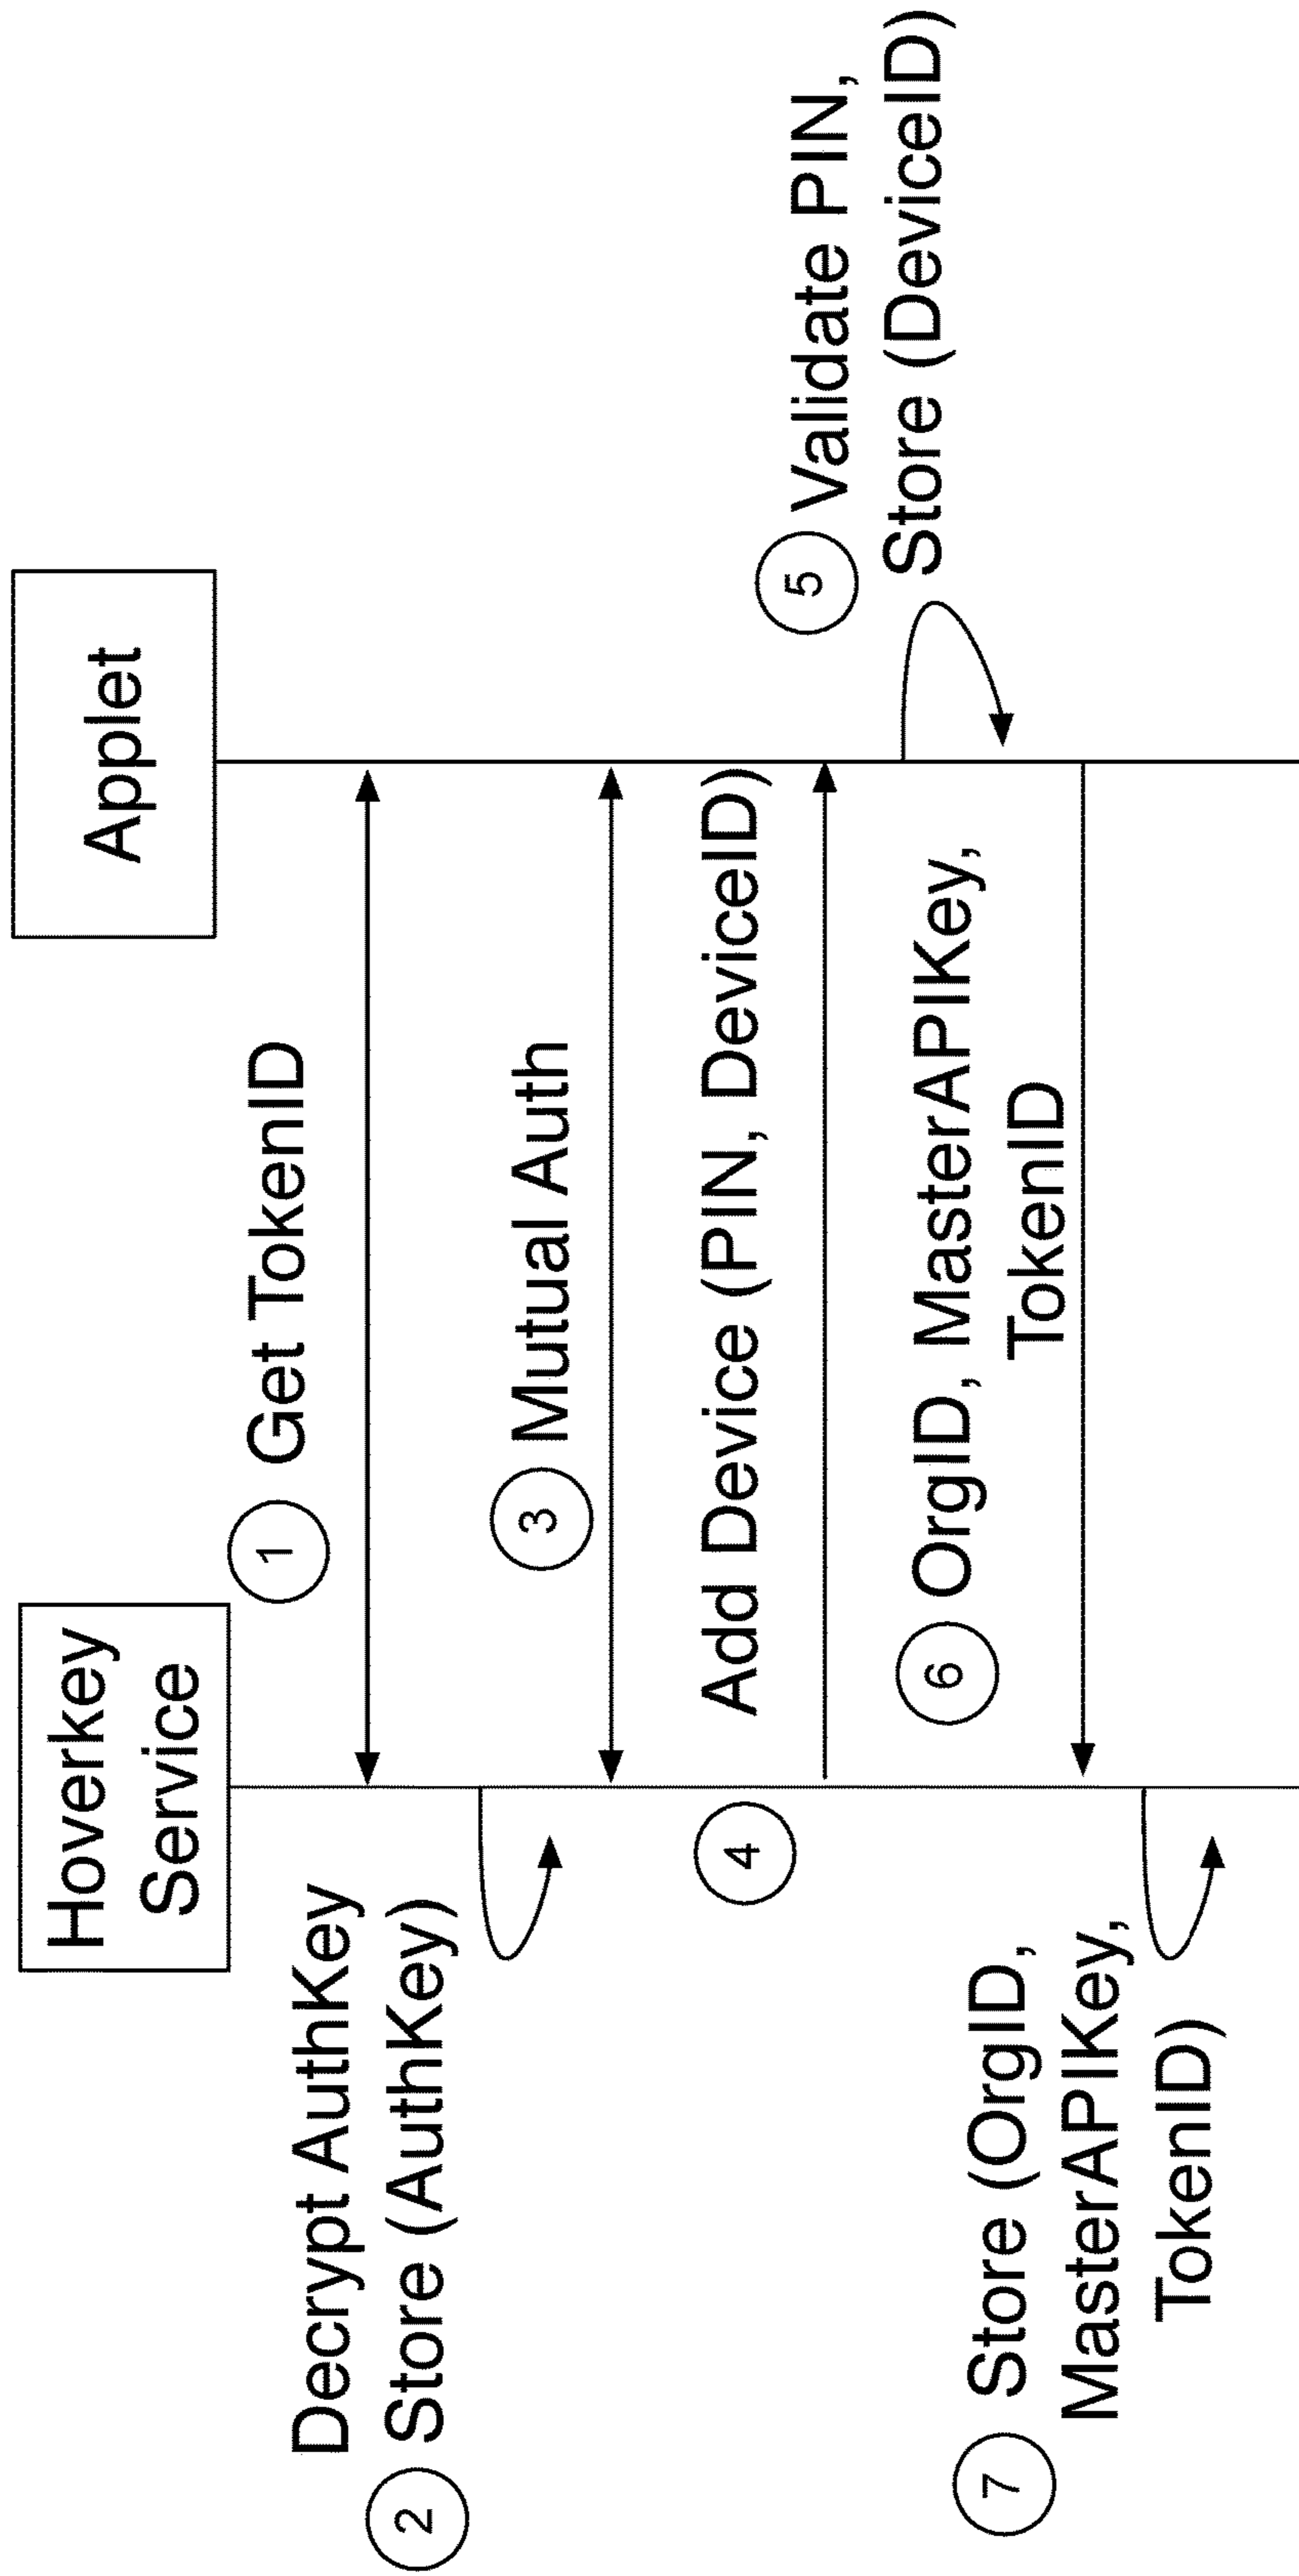 Hoverkey
Service
Applet
1 Get TokenID
Decrypt AuthKey
2 Store (AuthKey)
3 Mutual Auth
4 Add Device (PIN, DeviceID)
5 Validate PIN,
Store (DeviceID)
6 OrgID, MasterAPIKey,
TokenID
7 Store (OrgID,
MasterAPIKey,
TokenID)